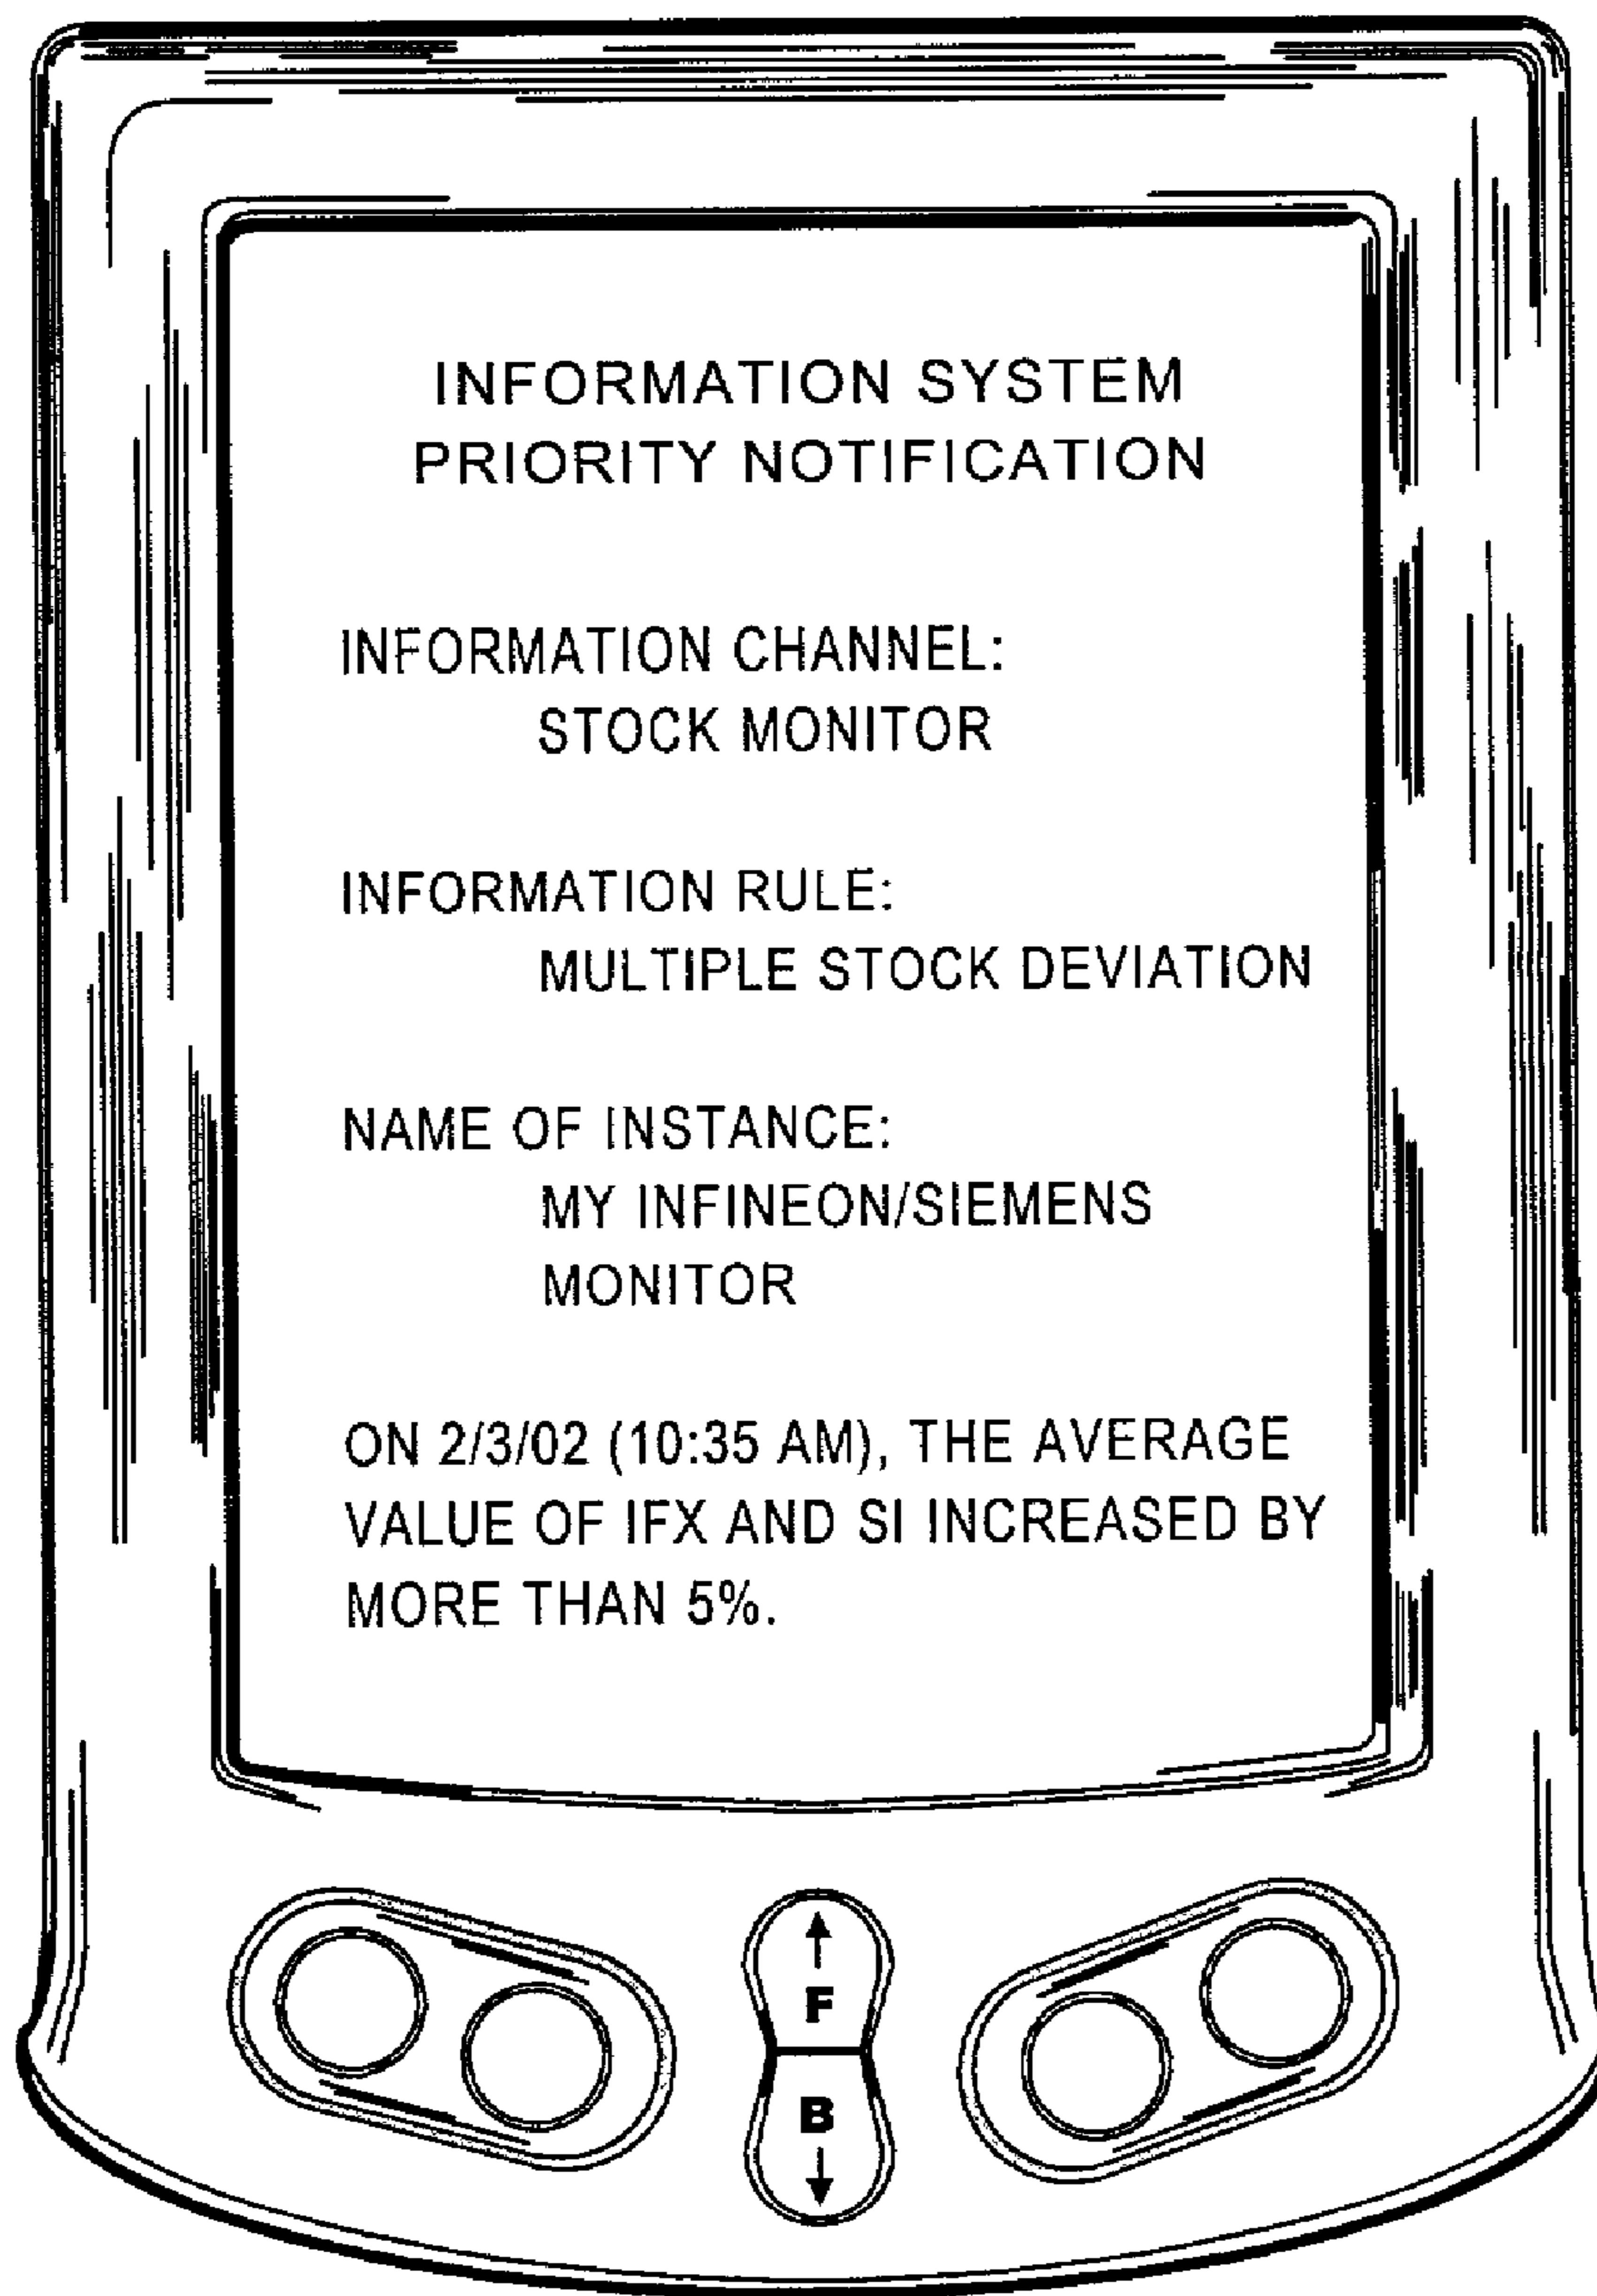 INFORMATION SYSTEM
PRIORITY NOTIFICATION
INFORMATION CHANNEL:
STOCK MONITOR
INFORMATION RULE:
MULTIPLE STOCK DEVIATION
NAME OF INSTANCE:
MY INFINEON/SIEMENS
MONITOR
ON 2/3/02 (10:35 AM), THE AVERAGE
VALUE OF IFX AND SI INCREASED BY
MORE THAN 5%.
F
B